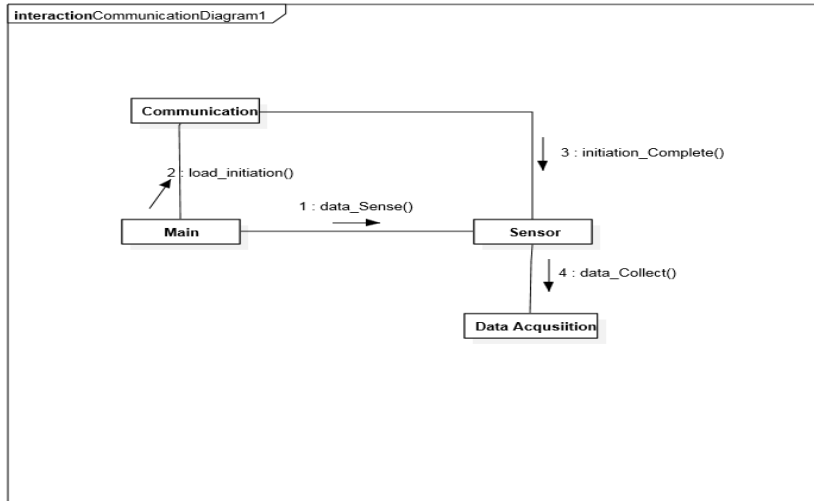 interactionCommunicationDiagram1
Communication
3 : initiation_Complete()
2 : load_initiation()
1 : data_Sense()
Main
Sensor
4 : data_Collect()
Data Acqusiition